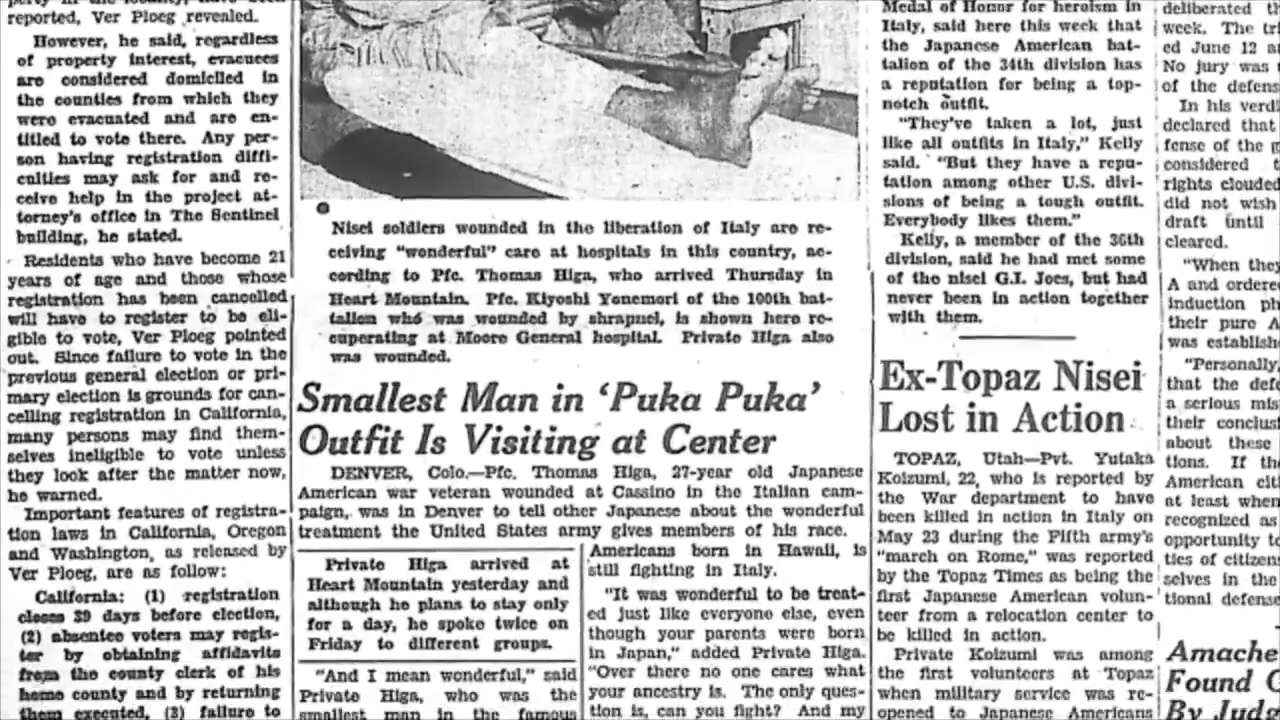 reported, Ver Ploeg revealed.
However, he said, regardless
of property interest, evacuees
are considered domiciled in
the counties from which they
were evacuated and are en-
titled to vote there. Any per-
son having registration diffi-
culties may ask for and re-
ceive help in the project at-
torney's office in The Sentinel
building, he stated.
Residents who have become 21
years of age and those whose
registration has been cancelled
will have to register to be eli-
gible to vote, Ver Ploeg pointed
out. Since failure to vote in the
previous general election or pri-
mary election is grounds for can-
celling registration in California,
many persons may find them-
selves ineligible to vote unless
they look after the matter now,
he warned.
Important features of registra-
tion laws in California, Oregon
and Washington, as released by
Ver Ploeg, are as follow:
California: (1) registration
closes 39 days before election,
(2) absentee voters may regis-
ter by obtaining affidavits
from the county clerk of his
home county and by returning
them executed, (3) failure to
Nisei soldiers wounded in the liberation of Italy are re-
ceiving "wonderful" care at hospitals in this country, ac-
cording to Pfc. Thomas Higa, who arrived Thursday in
Heart Mountain. Pfc. Kiyoshi Yonemori of the 100th bat-
talion who was wounded by shrapnel, is shown here re-
cuperating at Moore General hospital. Private Higa also
was wounded.
Smallest Man in 'Puka Puka'
Outfit Is Visiting at Center
DENVER, Colo.—Pfc. Thomas Higa, 27-year old Japanese
American war veteran wounded at Cassino in the Italian cam-
paign, was in Denver to tell other Japanese about the wonderful
treatment the United States army gives members of his race.
Private Higa arrived at
Heart Mountain yesterday and
although he plans to stay only
for a day, he spoke twice on
Friday to different groups.
"And I mean wonderful," said
Private Higa, who was the
smallest man in the famous
Americans born in Hawaii, is
still fighting in Italy.
"It was wonderful to be treat-
ed just like everyone else, even
though your parents were born
in Japan," added Private Higa.
"Over there no one cares what
your ancestry is. The only ques-
tion is, can you fight? And my
Medal of Honor for heroism in
Italy, said here this week that
the Japanese American bat-
talion of the 34th division has
a reputation for being a top-
notch outfit.
"They've taken a lot, just
like all outfits in Italy," Kelly
said. "But they have a repu-
tation among other U.S. divi-
sions of being a tough outfit.
Everybody likes them."
Kelly, a member of the 36th
division, said he had met some
of the nisei G.I. Joes, but had
never been in action together
with them.
Ex-Topaz Nisei
Lost in Action
TOPAZ, Utah—Pvt. Yutaka
Koizumi, 22, who is reported by
the War department to have
been killed in action in Italy on
May 23 during the Fifth army's
"march on Rome," was reported
by the Topaz Times as being the
first Japanese American volun-
teer from a relocation center to
be killed in action.
Private Koizumi was among
the first volunteers at Topaz
when military service was re-
opened to Japanese Americans
deliberated
week. The
ed June 12
No jury was
of the
In his
declared that
fense of the
considered
rights clouded
did not wish
draft until
cleared.
"When they
A and ordered
induction
their pure
was
"Personally,
that the
a serious
their
about these
tions. If the
American
at least when
recognized as
opportunity
ties of
selves in the
tional defense
Amache
Found
By